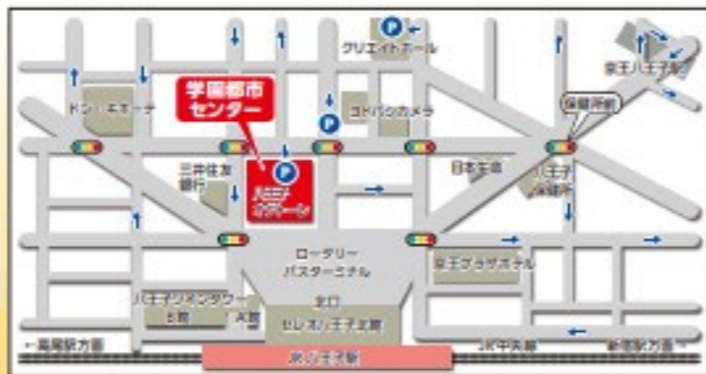 P
クリエイトホール
京王八王子駅
学園都市
センター
ドン・キホーテ
ヨドバシカメラ
保健所前
P
三井住友
銀行
P
八王子
オクトーレ
日本生命
八王子
保健所
ロータリー
バスターミナル
京王プラザホテル
八王子ツインタワー
B館
A館
北口
セレオ八王子北館
←高尾駅方面
JR八王子駅
JR中央線
新宿駅方面→